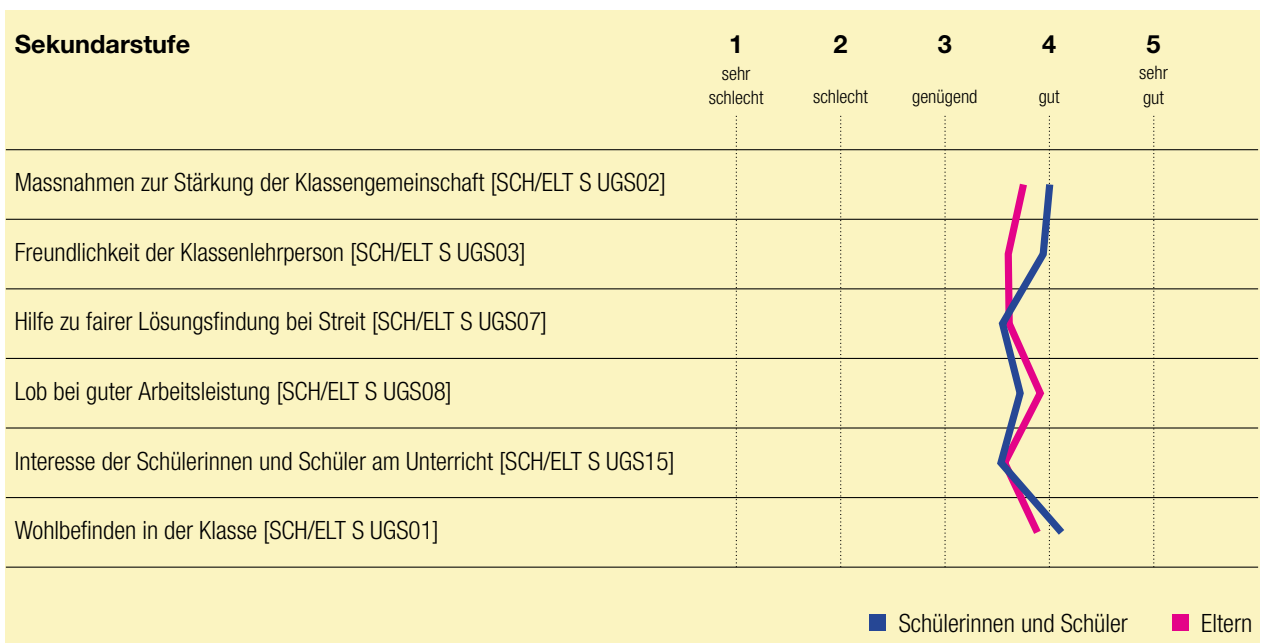 Sekundarstufe 1 2 3 4 5
sehr sehr
schlecht schlecht genügend gut gut
Massnahmen zur Stärkung der Klassengemeinschaft [SCH/ELT S UGS02]
Freundlichkeit der Klassenlehrperson [SCH/ELT S UGS03]
Hilfe zu fairer Lösungsfindung bei Streit [SCH/ELT S UGS07]
Lob bei guter Arbeitsleistung [SCH/ELT S UGS08]
Interesse der Schülerinnen und Schüler am Unterricht [SCH/ELT S UGS15]
Wohlbefinden in der Klasse [SCH/ELT S UGS01]
Schülerinnen und Schüler Eltern